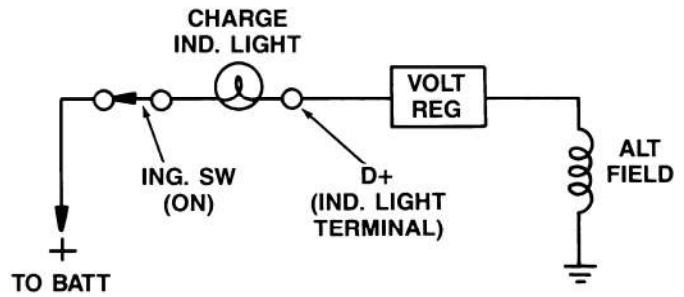 CHARGE
IND. LIGHT
VOLT
REG
ING. SW
(ON)
D+
(IND. LIGHT
TERMINAL)
ALT
FIELD
+
TO BATT